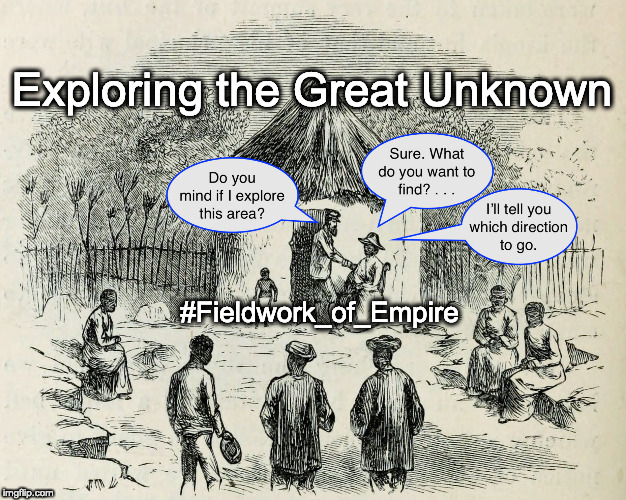 Exploring the Great Unknown
Do you
mind if I explore
this area?
Sure. What
do you want to
find? . . .
I'll tell you
which direction
to go.
#Fieldwork_of_Empire
imgflip.com